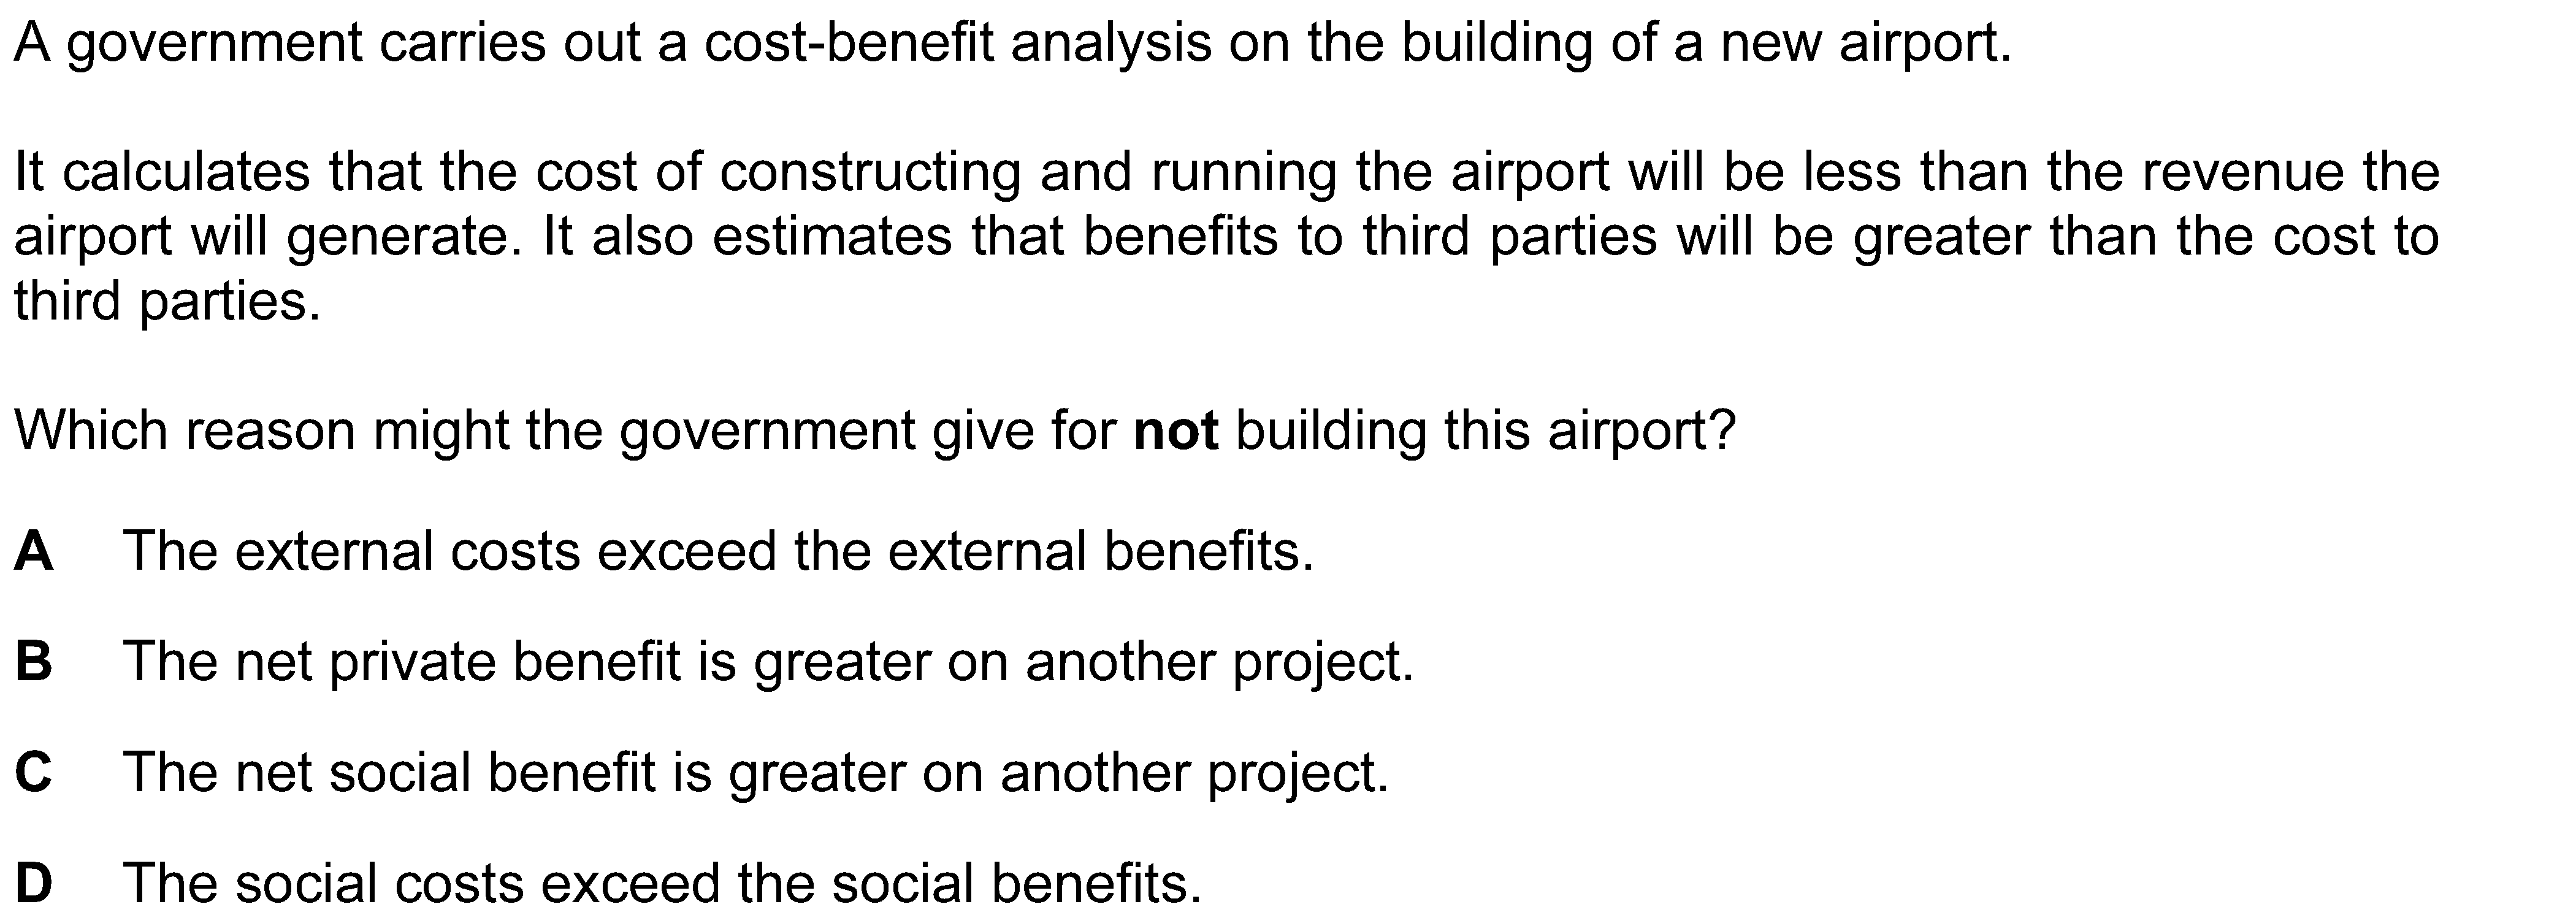 A government carries out a cost-benefit analysis on the building of a new airport.
It calculates that the cost of constructing and running the airport will be less than the revenue the
airport will generate. It also estimates that benefits to third parties will be greater than the cost to
third parties.
Which reason might the government give for not building this airport?
A The external costs exceed the external benefits.
B The net private benefit is greater on another project.
C The net social benefit is greater on another project.
D The social costs exceed the social benefits.